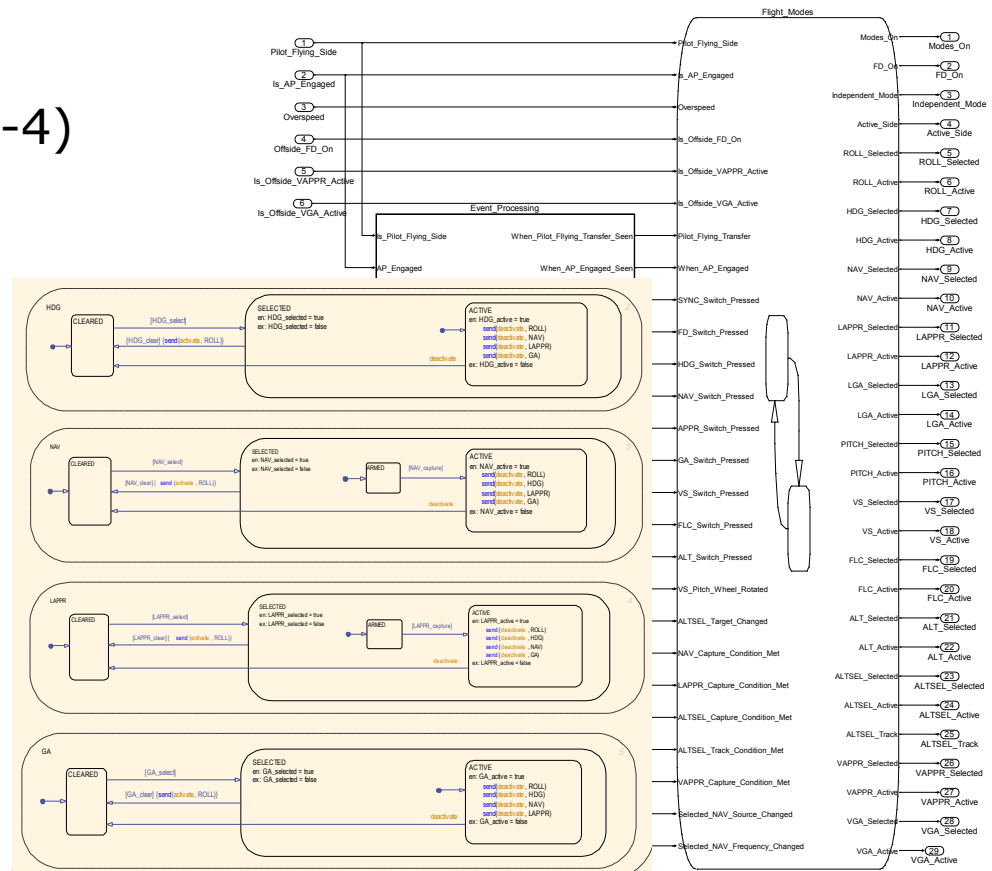 -4)
Flight_Modes
1
Pilot_Flying_Side
2
Is_AP_Engaged
3
Overspeed
4
Offside_FD_On
5
Is_Offside_VAPPR_Active
6
Is_Offside_VGA_Active
Event_Processing
Is_Pilot_Flying_Side
When_Pilot_Fllying_Transfer_Seen
AP_Engaged
When_AP_Engaged_Seen
Pilot_Flying_Side
Is_AP_Engaged
Overspeed
Is_Offside_FD_On
Is_Offside_VAPPR_Active
Is_Offside_VGA_Active
Pilot_Flying_Transfer
When_AP_Engaged
SYNC_Switch_Pressed
FD_Switch_Pressed
HDG_Switch_Pressed
NAV_Switch_Pressed
APPR_Switch_Pressed
GA_Switch_Pressed
VS_Switch_Pressed
FLC_Switch_Pressed
ALT_Switch_Pressed
VS_Pitch_Wheel_Rotated
ALTSEL_Target_Changed
NAV_Capture_Condition_Met
LAPPR_Capture_Condition_Met
ALTSEL_Capture_Condition_Met
ALTSEL_Track_Condition_Met
VAPPR_Capture_Condition_Met
Selected_NAV_Source_Changed
Selected_NAV_Frequency_Changed
Modes_On
1
Modes_On
FD_On
2
FD_On
Independent_Mode
3
Independent_Mode
Active_Side
4
Active_Side
ROLL_Selected
5
ROLL_Selected
ROLL_Active
6
ROLL_Active
HDG_Selected
7
HDG_Selected
HDG_Active
8
HDG_Active
NAV_Selected
9
NAV_Selected
NAV_Active
10
NAV_Active
LAPPR_Selected
11
LAPPR_Selected
LAPPR_Active
12
LAPPR_Active
LGA_Selected
13
LGA_Selected
LGA_Active
14
LGA_Active
PITCH_Selected
15
PITCH_Selected
PITCH_Active
16
PITCH_Active
VS_Selected
17
VS_Selected
VS_Active
18
VS_Active
FLC_Selected
19
FLC_Selected
FLC_Active
20
FLC_Active
ALT_Selected
21
ALT_Selected
ALT_Active
22
ALT_Active
ALTSEL_Selected
23
ALTSEL_Selected
ALTSEL_Active
24
ALTSEL_Active
ALTSEL_Track
25
ALTSEL_Track
VAPPR_Selected
26
VAPPR_Selected
VAPPR_Active
27
VAPPR_Active
VGA_Selected
28
VGA_Selected
VGA_Active
29
VGA_Active
HDG
2
CLEARED
[HDG_select]
[HDG_clear] {send(activate, ROLL)}
SELECTED
en: HDG_selected = true
ex: HDG_selected = false
deactivate
ACTIVE
en: HDG_active = true
send(deactivate, ROLL)
send(deactivate, NAV)
send(deactivate, LAPPR)
send(deactivate, GA)
ex: HDG_active = false
NAV
3
CLEARED
[NAV_select]
[NAV_clear] { send (activate, ROLL)}
SELECTED
en: NAV_selected = true
ex: NAV_selected = false
ARMED
[NAV_capture]
deactivate
ACTIVE
en: NAV_active = true
send(deactivate, ROLL)
send(deactivate, HDG)
send(deactivate, LAPPR)
send(deactivate, GA)
ex: NAV_active = false
LAPPR
4
CLEARED
[LAPPR_select]
[LAPPR_clear] { send (activate, ROLL)}
SELECTED
en: LAPPR_selected = true
ex: LAPPR_selected = false
ARMED
[LAPPR_capture]
deactivate
ACTIVE
en: LAPPR_active = true
send (deactivate, ROLL)
send (deactivate, HDG)
send (deactivate, NAV)
send (deactivate, GA)
ex: LAPPR_active = false
GA
5
CLEARED
[GA_select]
[GA_clear] {send(activate, ROLL)}
SELECTED
en: GA_selected = true
ex: GA_selected = false
deactivate
ACTIVE
en: GA_active = true
send(deactivate, ROLL)
send(deactivate, HDG)
send(deactivate, NAV)
send(deactivate, LAPPR)
ex: GA_active = false